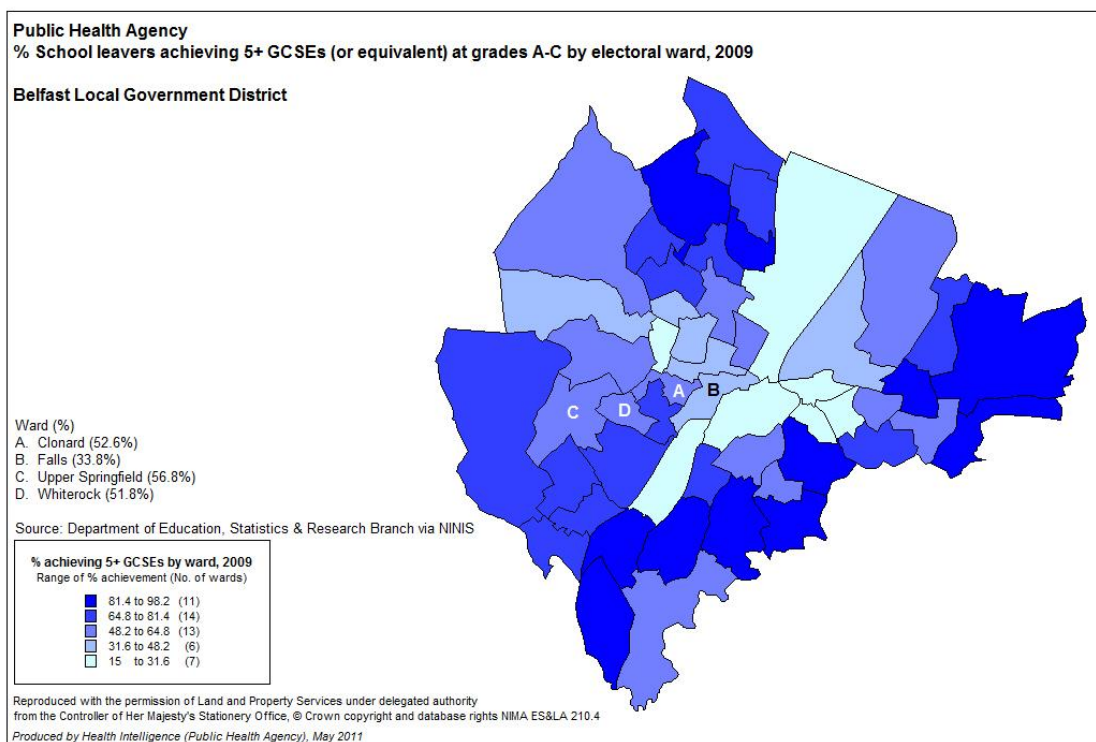 Public Health Agency
% School leavers achieving 5+ GCSEs (or equivalent) at grades A-C by electoral ward, 2009
Belfast Local Government District
A
B
C
D
Ward (%)
A. Clonard (52.6%)
B. Falls (33.8%)
C. Upper Springfield (56.8%)
D. Whiterock (51.8%)
Source: Department of Education, Statistics & Research Branch via NINIS
% achieving 5+ GCSEs by ward, 2009
Range of % achievement (No. of wards)
81.4 to 98.2 (11)
64.8 to 81.4 (14)
48.2 to 64.8 (13)
31.6 to 48.2 (6)
15 to 31.6 (7)
Reproduced with the permission of Land and Property Services under delegated authority
from the Controller of Her Majesty's Stationery Office, © Crown copyright and database rights NIMA ES&LA 210.4
Produced by Health Intelligence (Public Health Agency), May 2011